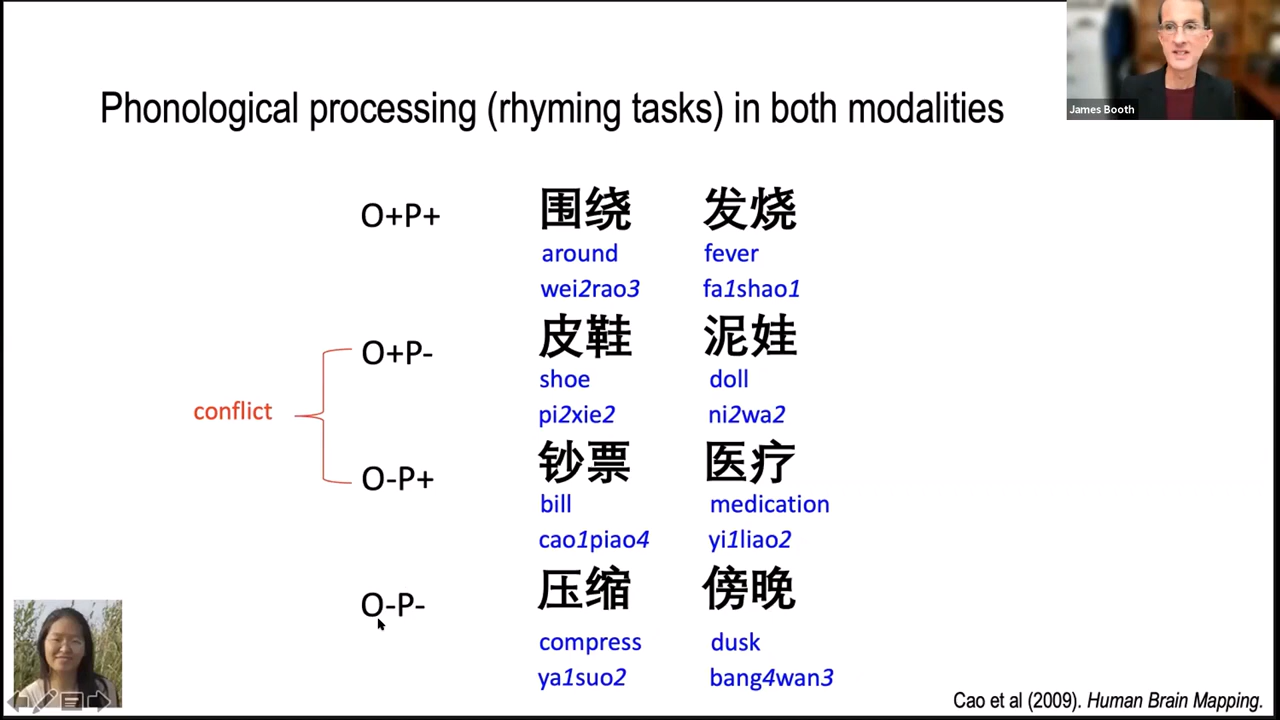 James Booth
Phonological processing (rhyming tasks) in both modalities
O+P+ 围绕 发烧
around fever
wei2rao3 fa1shao1
O+P- 皮鞋 泥娃
shoe doll
pi2xie2 ni2wa2
conflict
O-P+ 钞票 医疗
bill medication
cao1piao4 yi1liao2
O-P- 压缩 傍晚
compress dusk
ya1suo2 bang4wan3
Cao et al (2009). Human Brain Mapping.